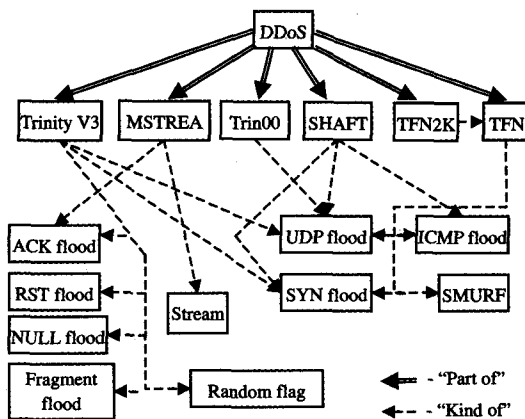 DDoS
Trinity V3
MSTREA
Trin00
SHAFT
TFN2K
TFN
ACK flood
UDP flood
ICMP flood
RST flood
Stream
SYN flood
SMURF
NULL flood
Fragment
flood
Random flag
- “Part of”
- “Kind of”